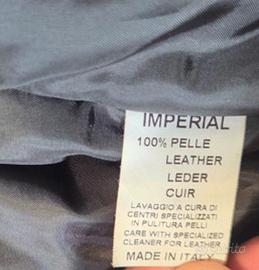 IMPERIAL
100% PELLE
LEATHER
LEDER
CUIR
LAVAGGIO A CURA DI
CENTRI SPECIALIZZATI
IN PULITURA PELLI
CARE WITH SPECIALIZED
CLEANER FOR LEATHER
MADE IN ITALY